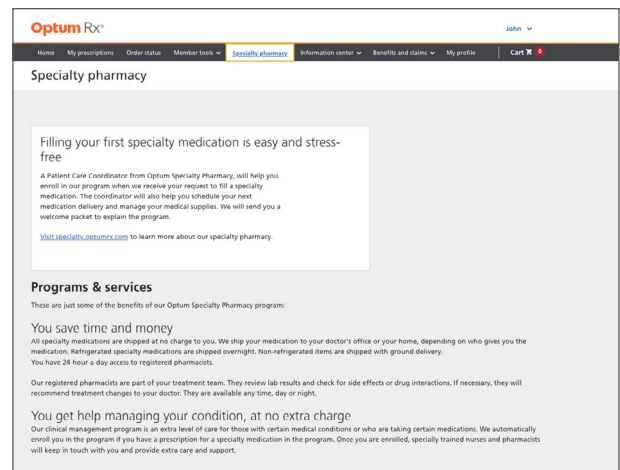 Optum Rx®
John
Home My prescriptions Order status Member tools Specialty pharmacy Information center Benefits and claims My profile Cart 0
Specialty pharmacy
Filling your first specialty medication is easy and stress-
free
A Patient Care Coordinator from Optum Specialty Pharmacy, will help you
enroll in our program when we receive your request to fill a specialty
medication. The coordinator will also help you schedule your next
medication delivery and manage your medical supplies. We will send you a
welcome packet to explain the program.
Visit specialty.optumrx.com to learn more about our specialty pharmacy.
Programs & services
These are just some of the benefits of our Optum Specialty Pharmacy program:
You save time and money
All specialty medications are shipped at no charge to you. We ship your medication to your doctor's office or your home, depending on who gives you the
medication. Refrigerated specialty medications are shipped overnight. Non-refrigerated items are shipped with ground delivery.
You have 24 hour a day access to registered pharmacists.
Our registered pharmacists are part of your treatment team. They review lab results and check for side effects or drug interactions. If necessary, they will
recommend treatment changes to your doctor. They are available any time, day or night.
You get help managing your condition, at no extra charge
Our clinical management program is an extra level of care for those with certain medical conditions or who are taking certain medications. We automatically
enroll you in the program if you have a prescription for a specialty medication in the program. Once you are enrolled, specially trained nurses and pharmacists
will keep in touch with you and provide extra care and support.